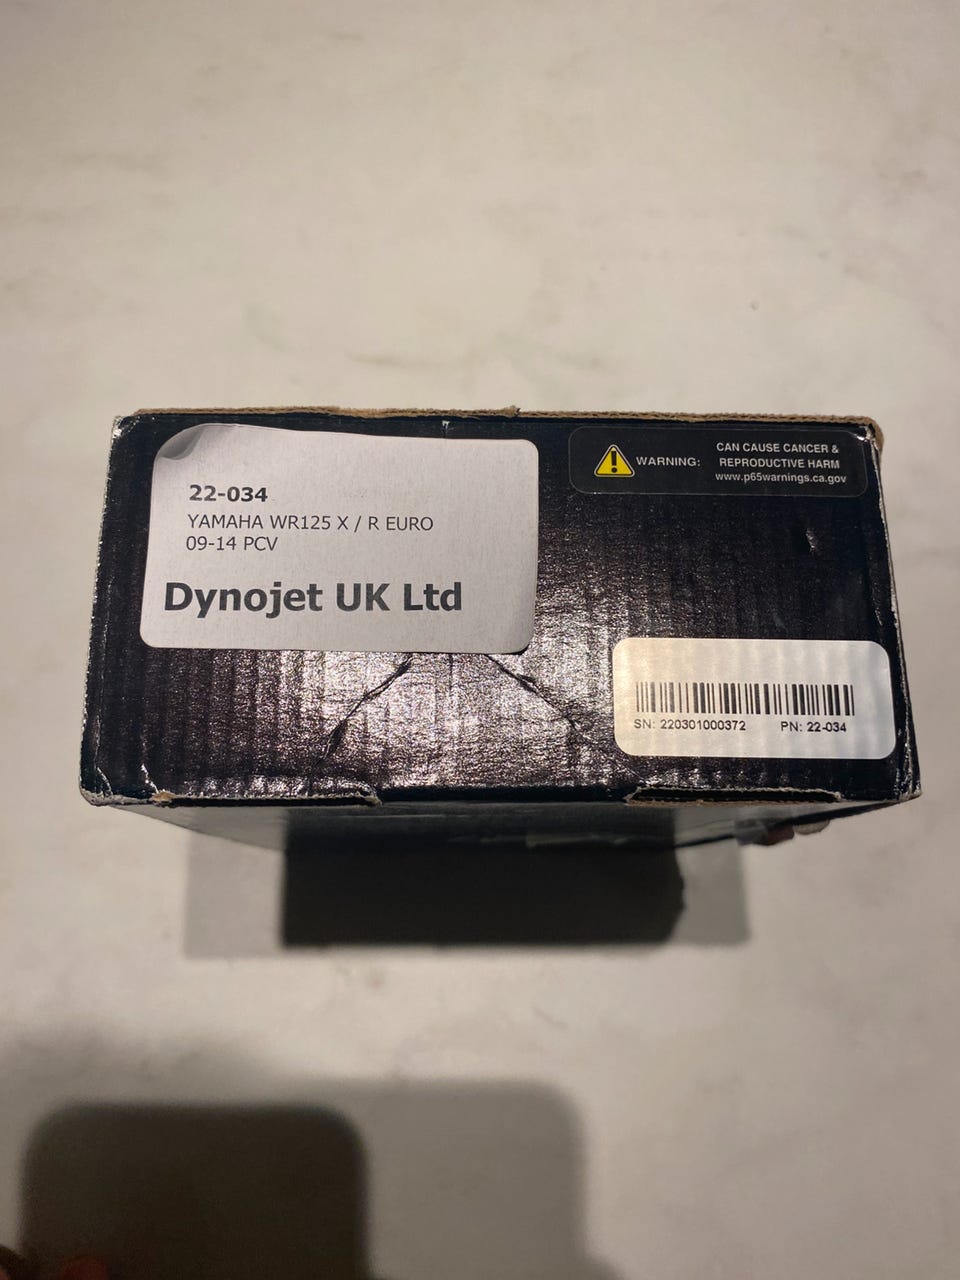 22-034
YAMAHA WR125 X / R EURO
09-14 PCV
Dynojet UK Ltd
WARNING:
CAN CAUSE CANCER &
REPRODUCTIVE HARM
www.p65warnings.ca.gov
SN: 220301000372 PN: 22-034